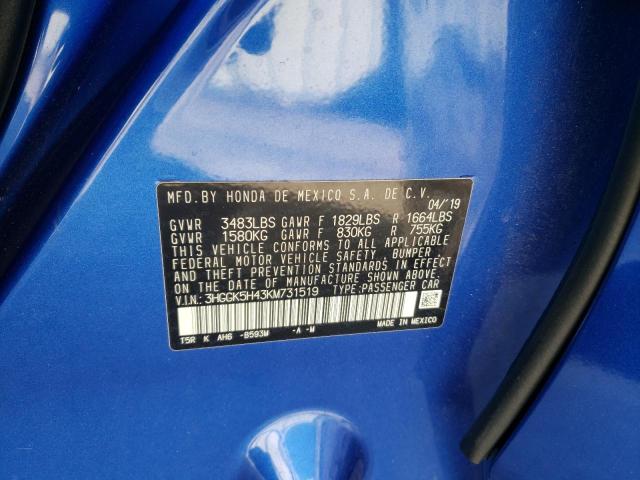 MFD.BY HONDA DE MEXICO S.A. DE C.V.
04/'19
GVWR 3483LBS GAWR F 1829LBS R 1664LBS
GVWR 1580KG GAWR F 830KG R 755KG
THIS VEHICLE CONFORMS TO ALL APPLICABLE
FEDERAL MOTOR VEHICLE SAFETY, BUMPER,
AND THEFT PREVENTION STANDARDS IN EFFECT
ON THE DATE OF MANUFACTURE SHOWN ABOVE.
V.I.N.: 3HGGK5H43KM731519 TYPE:PASSENGER CAR
MADE IN MEXICO
T5R K AH6 -B593M -A -M